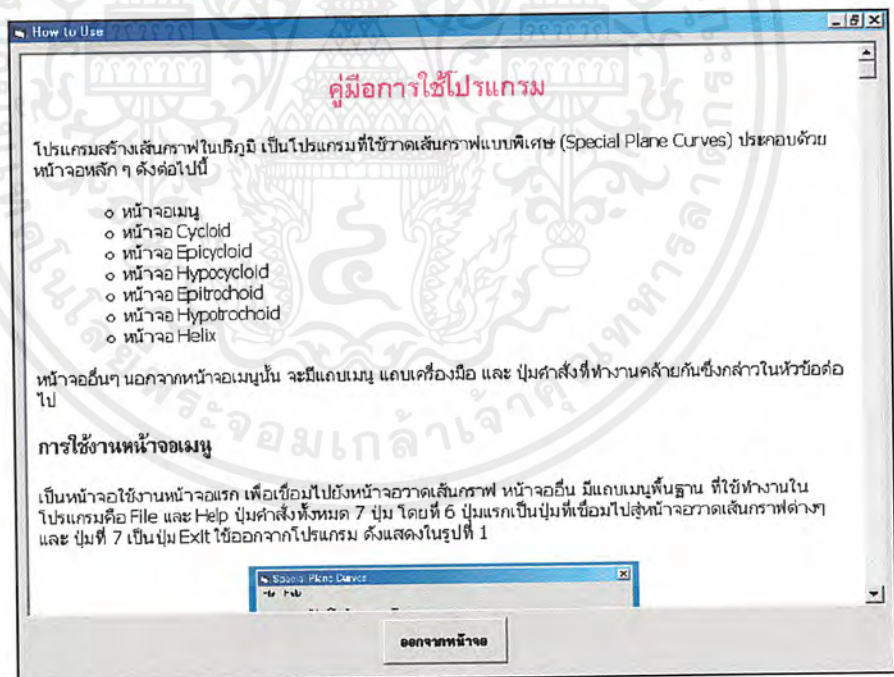 How to Use
คู่มือการใช้โปรแกรม
โปรแกรมสร้างเส้นกราฟในปริภูมิ เป็นโปรแกรมที่ใช้วาดเส้นกราฟแบบพิเศษ (Special Plane Curves) ประกอบด้วย
หน้าจอหลัก ๆ ดังต่อไปนี้
หน้าจอเมนู
หน้าจอ Cycloid
หน้าจอ Epicycloid
หน้าจอ Hypocycloid
หน้าจอ Epitrochoid
หน้าจอ Hypotrochoid
หน้าจอ Helix
หน้าจออื่นๆ นอกจากหน้าจอเมนูนั้น จะมีแถบเมนู แถบเครื่องมือ และ ปุ่มคำสั่งที่ทำงานคล้ายกันซึ่งกล่าวในหัวข้อต่อ
ไป
การใช้งานหน้าจอเมนู
เป็นหน้าจอใช้งานหน้าจอแรก เพื่อเชื่อมไปยังหน้าจอวาดเส้นกราฟ หน้าจออื่น มีแถบเมนูพื้นฐาน ที่ใช้ทำงานใน
โปรแกรมคือ File และ Help ปุ่มคำสั่งทั้งหมด 7 ปุ่ม โดยที่ 6 ปุ่มแรกเป็นปุ่มที่เชื่อมไปสู่หน้าจอวาดเส้นกราฟต่างๆ
และ ปุ่มที่ 7 เป็นปุ่ม Exit ใช้ออกจากโปรแกรม ดังแสดงในรูปที่ 1
Special Plane Curves
File Help
ออกจากหน้าจอ